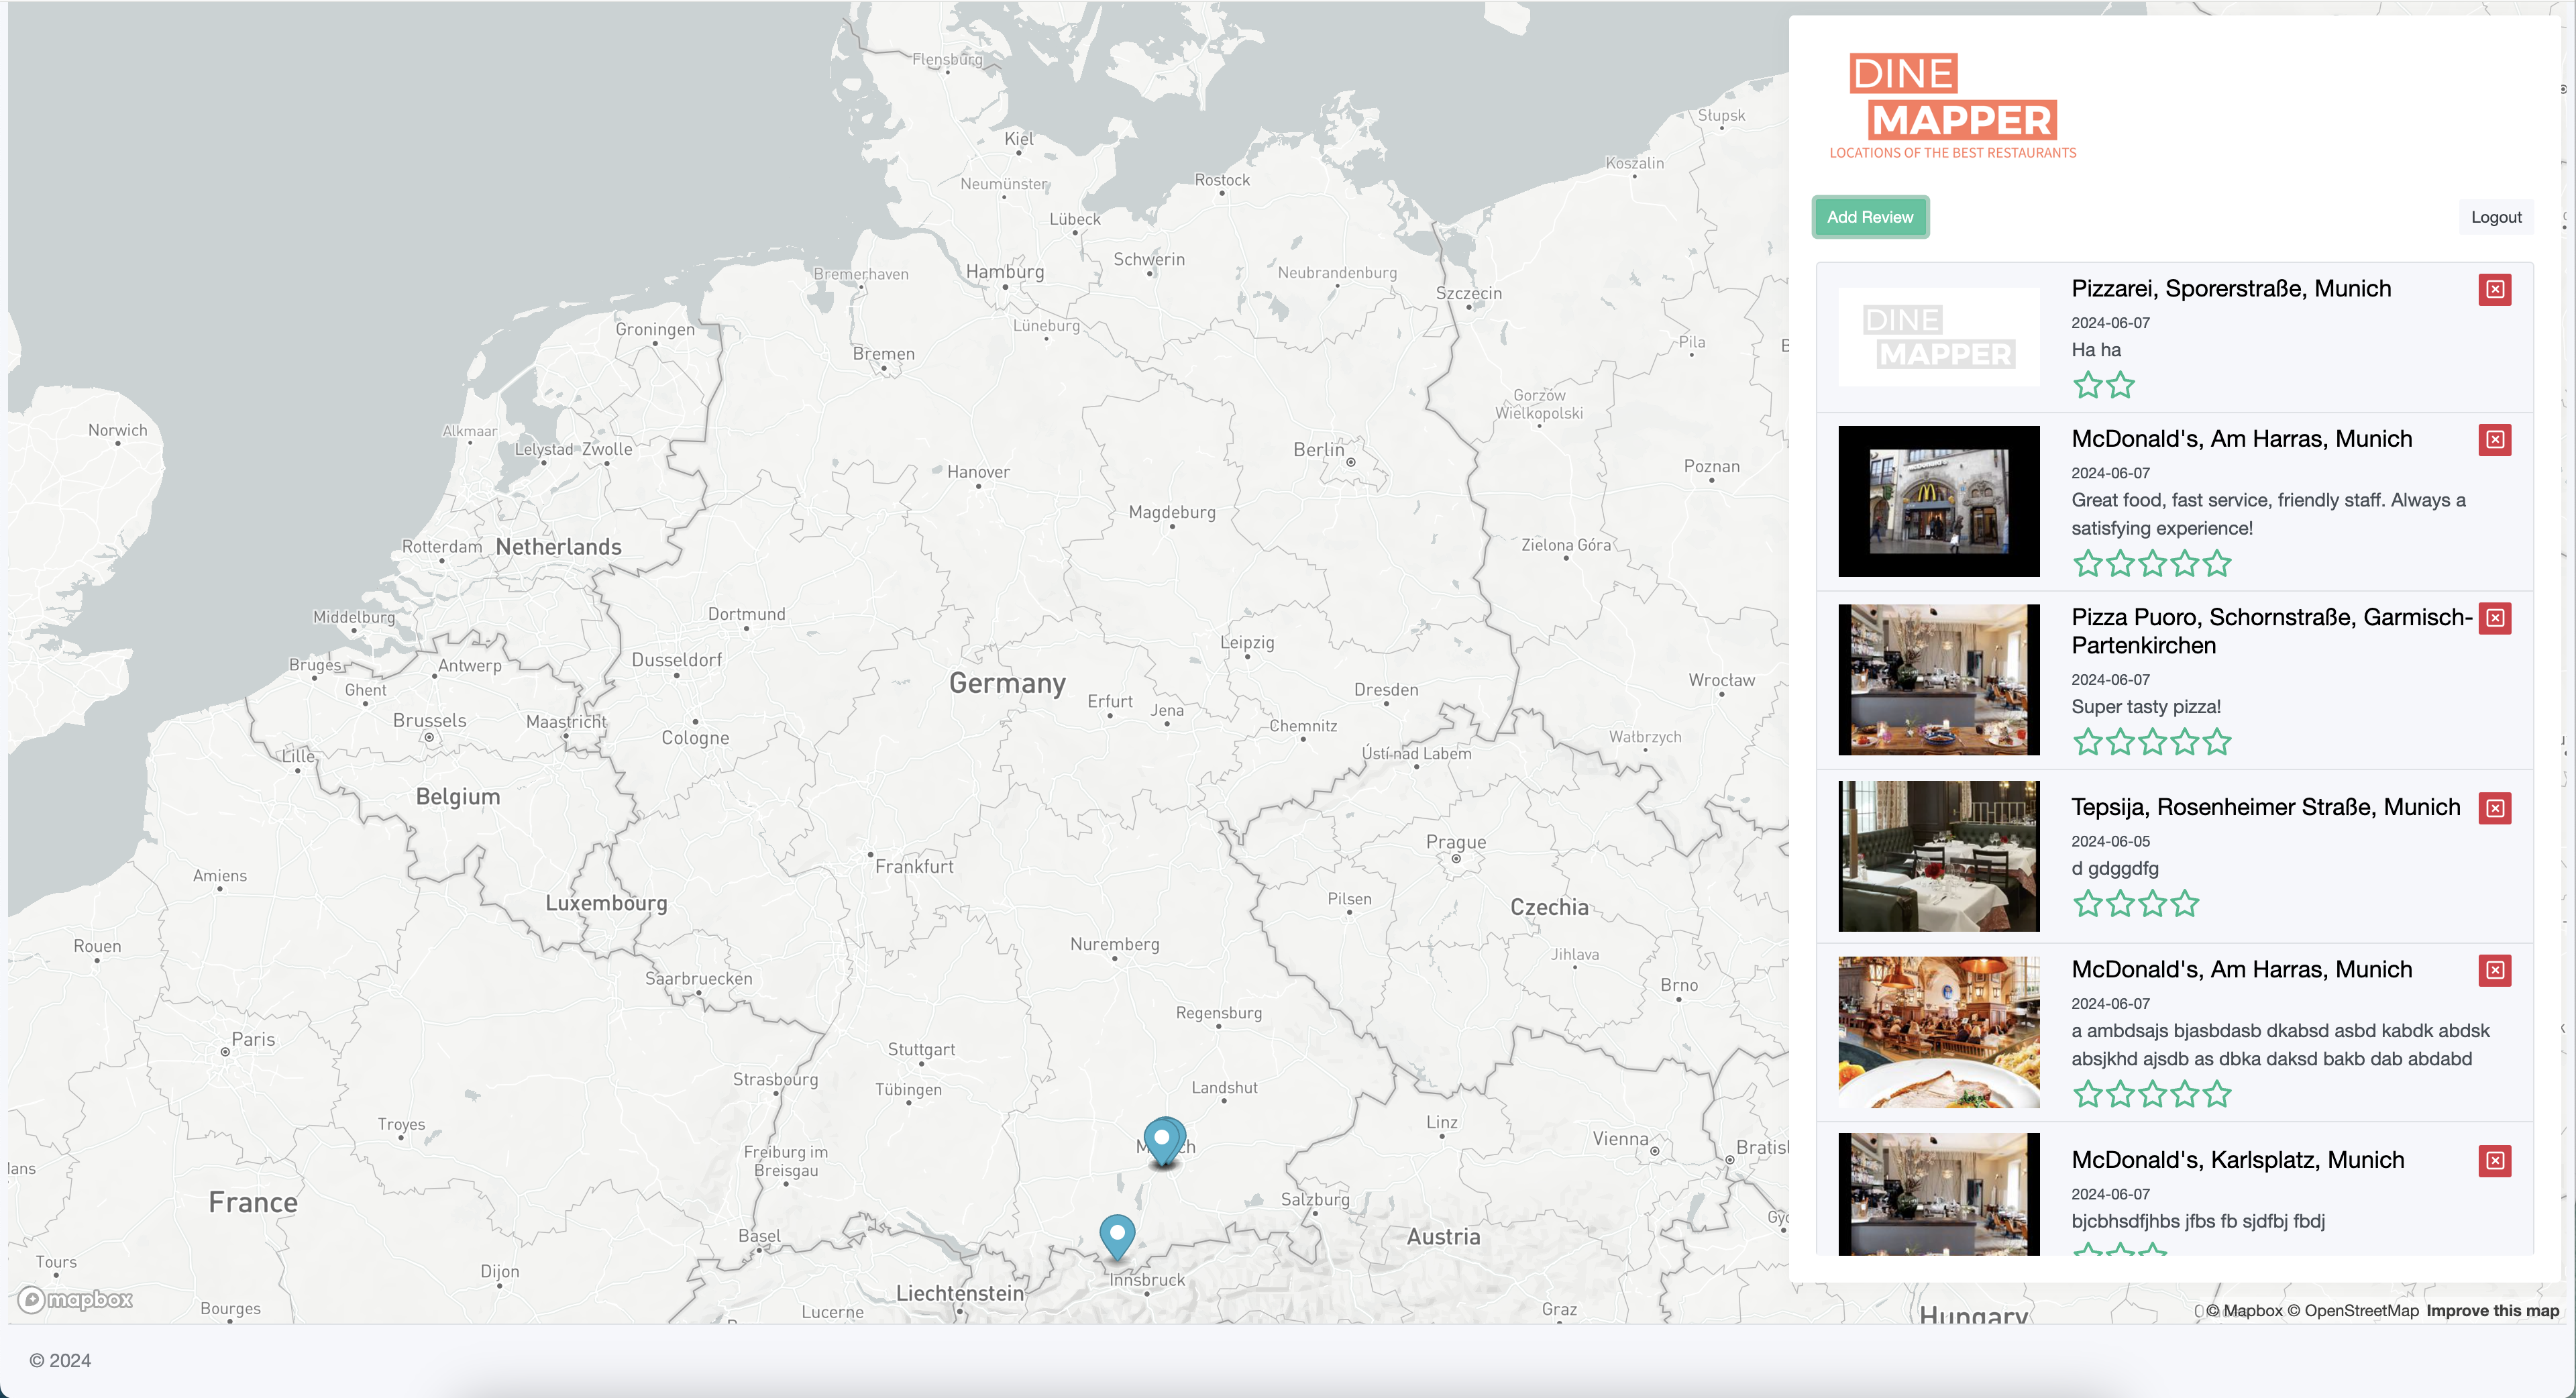 Flensburg
Kiel
Słupsk
Koszalin
Neumünster
Rostock
Lübeck
Schwerin
Bremerhaven
Hamburg
Neubrandenburg
Szczecin
Groningen
Lüneburg
Bremen
Piła
Gorzów
Wielkopolski
Norwich
Alkmaar
Lelystad
Zwolle
Berlin
Hanover
Poznan
Magdeburg
Rotterdam
Netherlands
Zielona Góra
Middelburg
Dortmund
Leipzig
Bruges
Antwerp
Dusseldorf
Germany
Ghent
Erfurt
Jena
Dresden
Wrocław
Brussels
Maastricht
Cologne
Chemnitz
Wałbrzych
Lille
Ústí nad Labem
Belgium
Prague
Frankfurt
Amiens
Luxembourg
Pilsen
Czechia
Rouen
Nuremberg
Jihlava
Saarbruecken
Brno
Regensburg
Paris
Stuttgart
Strasbourg
Tübingen
Landshut
Troyes
Linz
Vienna
Freiburg im
Breisgau
France
Salzburg
Basel
Austria
Tours
Dijon
Innsbruck
Liechtenstein
mapbox
Bourges
Lucerne
Graz
Hungary
© Mapbox © OpenStreetMap Improve this map
DINE
MAPPER
LOCATIONS OF THE BEST RESTAURANTS
Add Review
Logout
DINE
MAPPER
Pizzarei, Sporerstraße, Munich
2024-06-07
Ha ha
McDonald's, Am Harras, Munich
2024-06-07
Great food, fast service, friendly staff. Always a
satisfying experience!
Pizza Puoro, Schornstraße, Garmisch-
Partenkirchen
2024-06-07
Super tasty pizza!
Tepsija, Rosenheimer Straße, Munich
2024-06-05
d gdggdfg
McDonald's, Am Harras, Munich
2024-06-07
a ambdsajs bjasbdasb dkabsd asbd kabdk abdsk
absjkhd ajsdb as dbka daksd bakb dab abdabd
McDonald's, Karlsplatz, Munich
2024-06-07
bjcbhsdfjhbs jfbs fb sjdfbj fbdj
© 2024